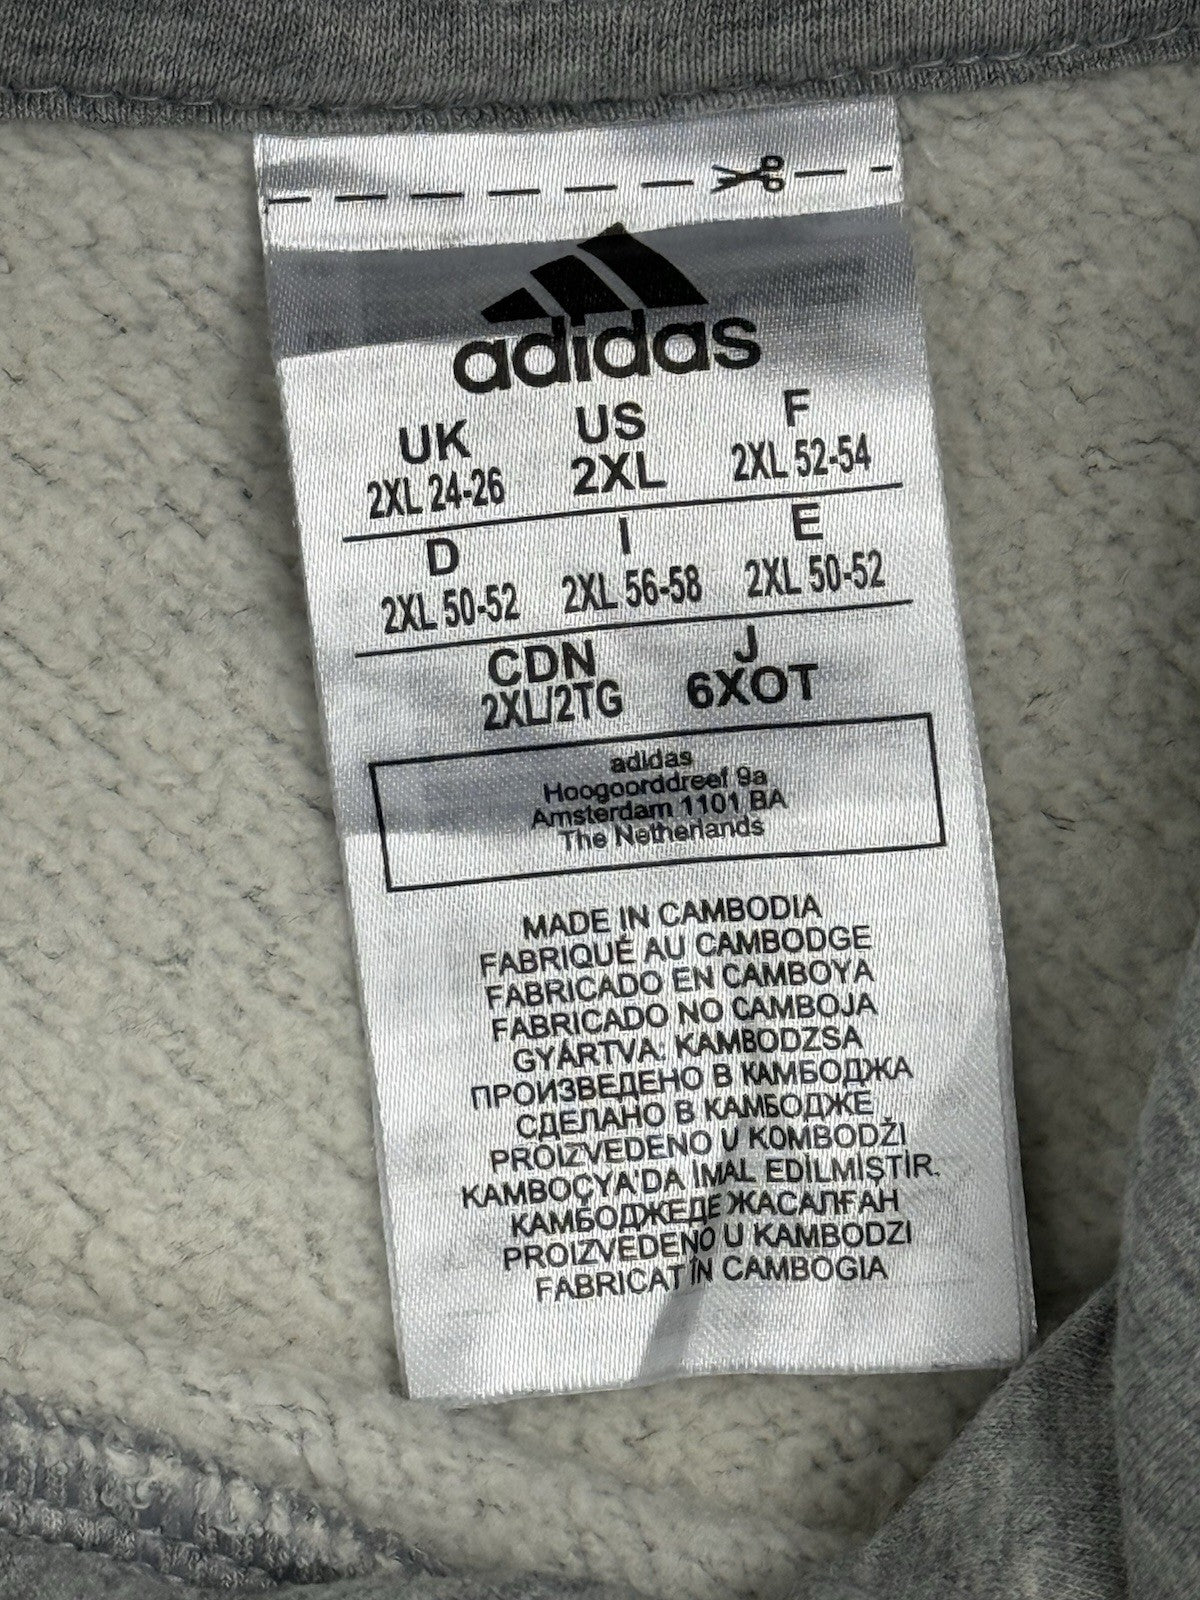 adidas
UK US F
2XL 24-26 2XL 2XL 52-54
D I E
2XL 50-52 2XL 56-58 2XL 50-52
CDN J
2XL/2TG 6XOT
adidas
Hoogoorddreef 9a
Amsterdam 1101 BA
The Netherlands
MADE IN CAMBODIA
FABRIQUÉ AU CAMBODGE
FABRICADO EN CAMBOYA
FABRICADO NO CAMBOJA
GYÁRTVA: KAMBODZSA
ПРОИЗВЕДЕНО В КАМБОДЖА
СДЕЛАНО В КАМБОДЖЕ
PROIZVEDENO U KOMBODŽI
KAMBOÇYA'DA İMAL EDİLMİŞTİR.
КАМБОДЖЕДЕ ЖАСАЛҒАН
PROIZVEDENO U KAMBODZI
FABRICAT ÎN CAMBOGIA